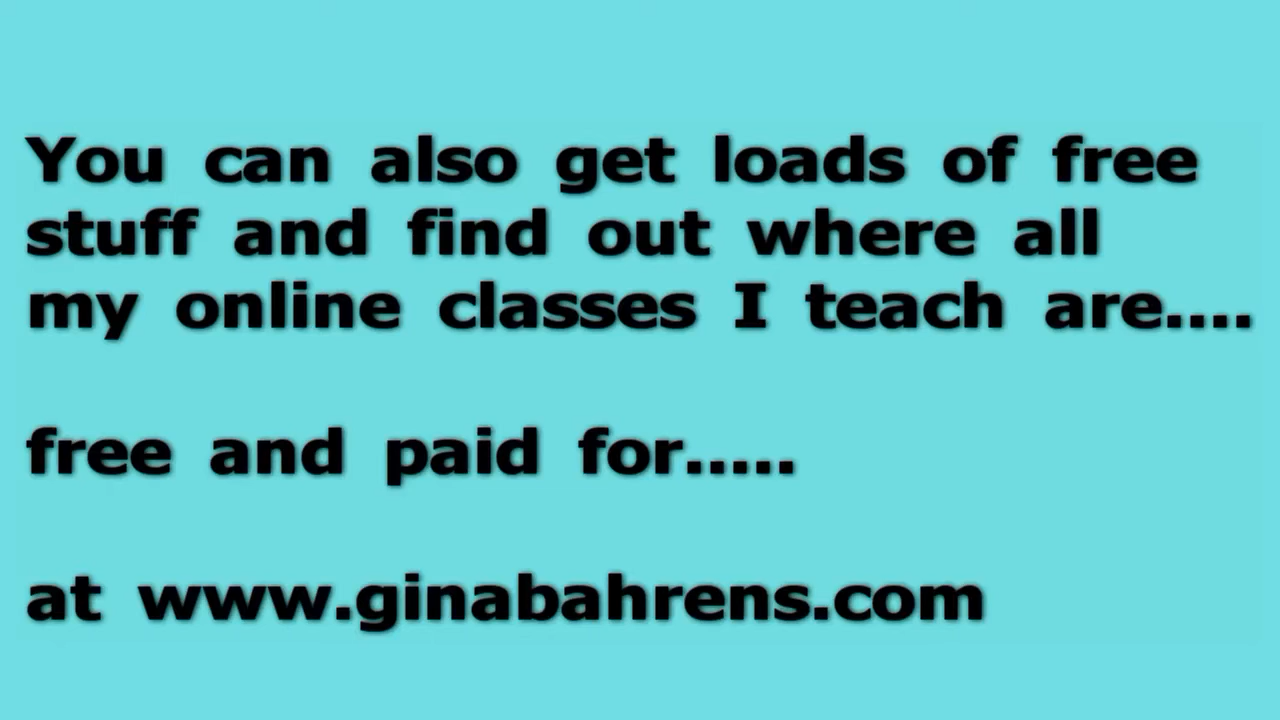 You can also get loads of free
stuff and find out where all
my online classes I teach are....
free and paid for.....
at www.ginabahrens.com